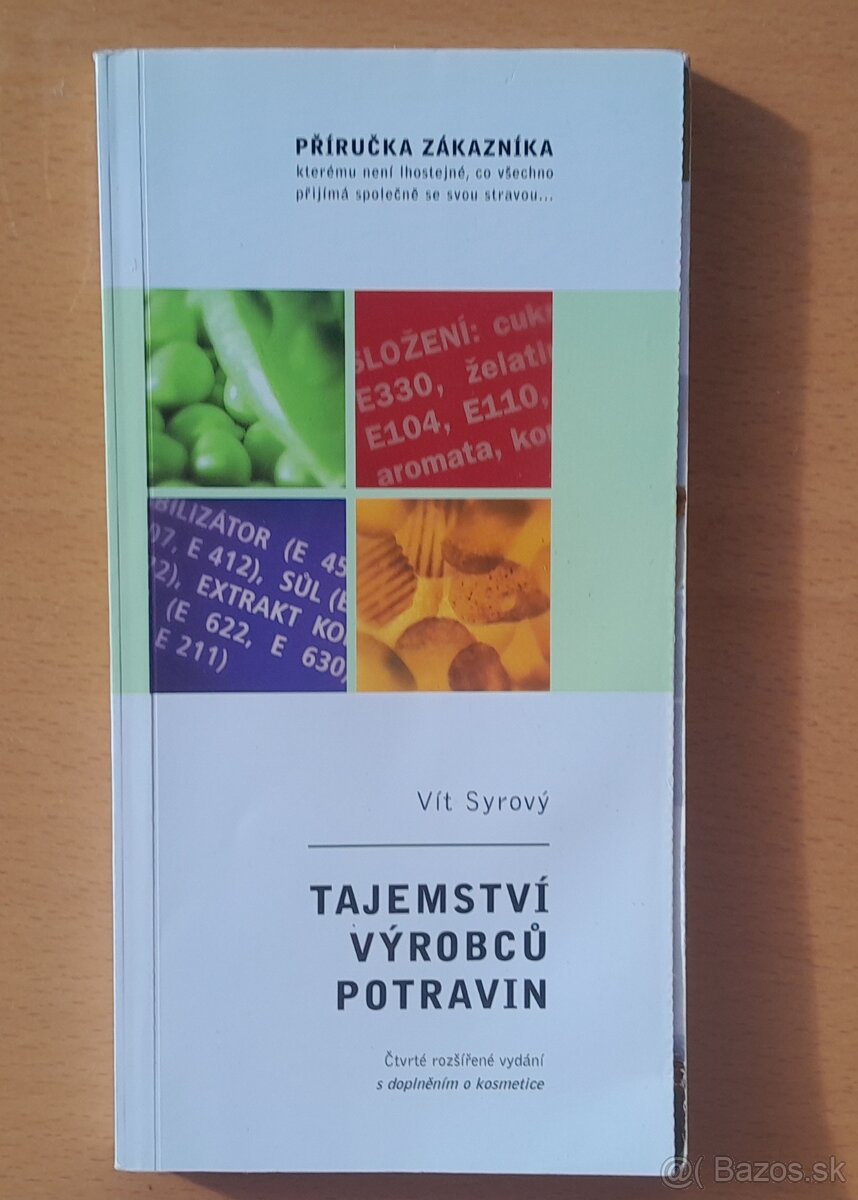 PŘÍRUČKA ZÁKAZNÍKA
kterému není lhostejné, co všechno
přijímá společně se svou stravou...
SLOŽENÍ: cuk
E330, želati
E104, E110,
aromata, ko
BILIZÁTOR (E 45
07, E 412), SŮL (E
2), EXTRAKT KO
(E 622, E 630)
E 211)
Vít Syrový
TAJEMSTVÍ
VÝROBCŮ
POTRAVIN
Čtvrté rozšířené vydání
s doplněním o kosmetice
@( Bazos.sk